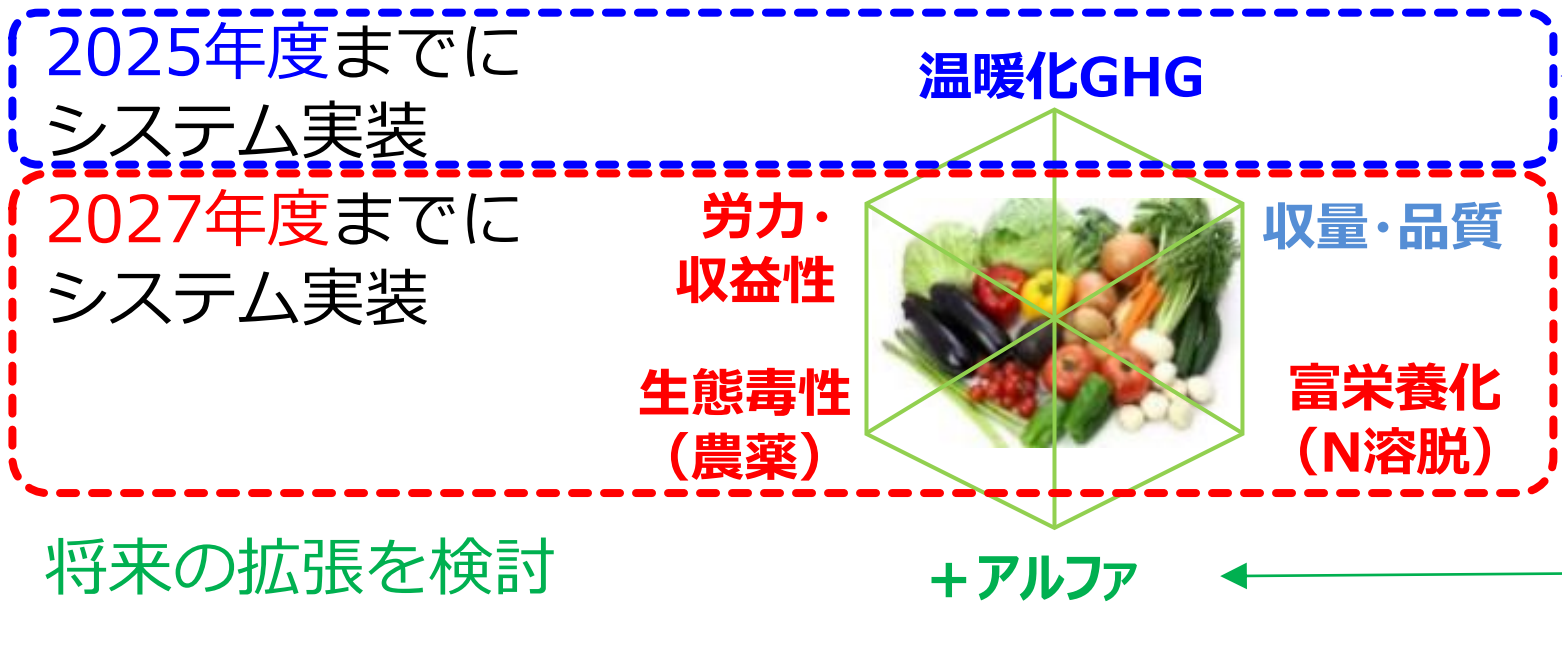 2025年度までに
システム実装
温暖化GHG
2027年度までに
システム実装
労力・
収益性
収量・品質
生態毒性
（農薬）
富栄養化
（N溶脱）
将来の拡張を検討
＋アルファ